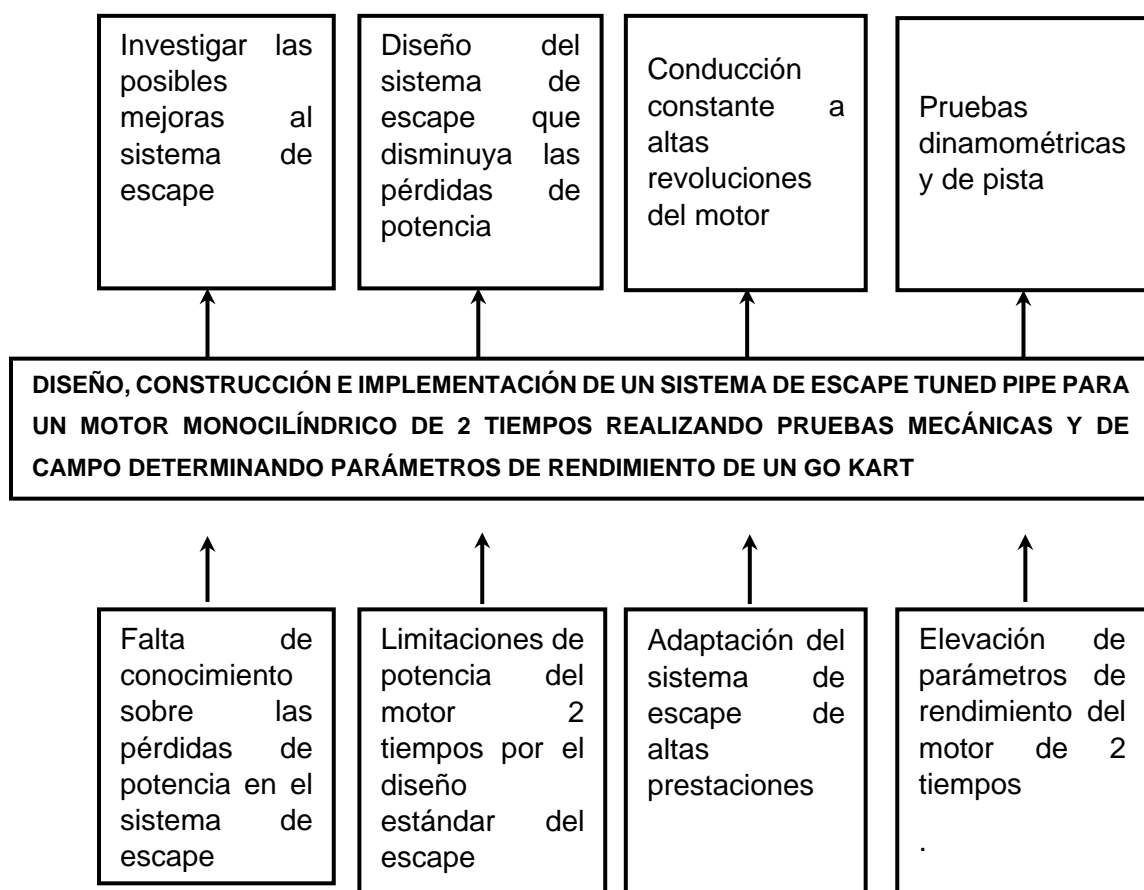 Investigar las
posibles
mejoras al
sistema de
escape
Diseño del
sistema de
escape que
disminuya las
pérdidas de
potencia
Conducción
constante a
altas
revoluciones
del motor
Pruebas
dinamométricas
y de pista
DISEÑO, CONSTRUCCIÓN E IMPLEMENTACIÓN DE UN SISTEMA DE ESCAPE TUNED PIPE PARA
UN MOTOR MONOCILÍNDRICO DE 2 TIEMPOS REALIZANDO PRUEBAS MECÁNICAS Y DE
CAMPO DETERMINANDO PARÁMETROS DE RENDIMIENTO DE UN GO KART
Falta de
conocimiento
sobre las
pérdidas de
potencia en el
sistema de
escape
Limitaciones de
potencia del
motor 2
tiempos por el
diseño
estándar del
escape
Adaptación del
sistema de
escape de
altas
prestaciones
Elevación de
parámetros de
rendimiento del
motor de 2
tiempos
.